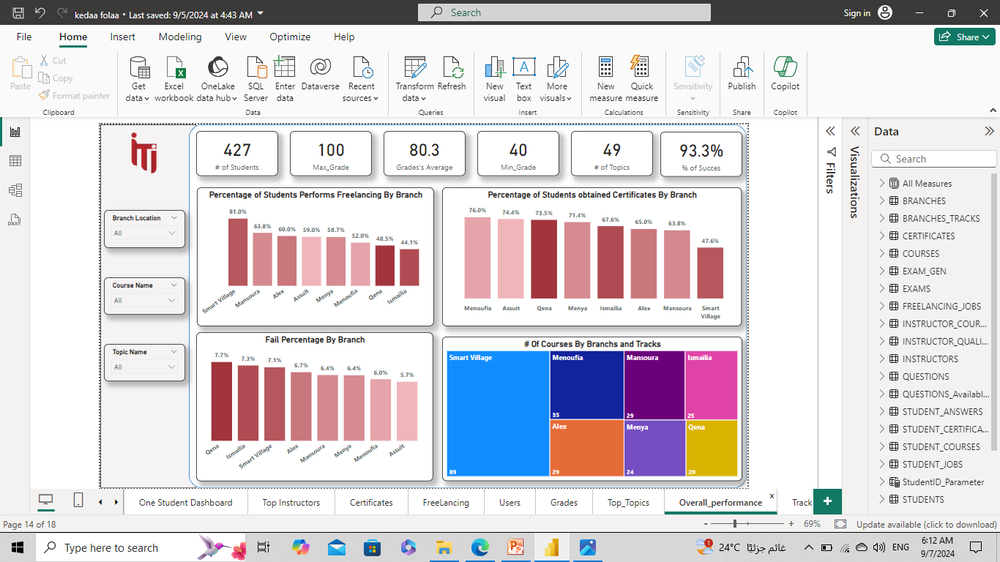 kedaa folaa • Last saved: 9/5/2024 at 4:43 AM
Search
Sign in
File
Home
Insert
Modeling
View
Optimize
Help
Share
Paste
Cut
Copy
Format painter
Clipboard
Get data
Excel workbook
OneLake data hub
SQL Server
Enter data
Dataverse
Recent sources
Data
Transform data
Refresh
Queries
New visual
Text box
More visuals
Insert
New measure
Quick measure
Calculations
Sensitivity
Sensitivity
Publish
Share
Copilot
Copilot
iTi
427
# of Students
100
Max_Grade
80.3
Grades's Average
40
Min_Grade
49
# of Topics
93.3%
% of Succes
Branch Location
All
Course Name
All
Topic Name
All
Percentage of Students Performs Freelancing By Branch
81.0%
63.8%
60.0%
59.0%
58.7%
52.0%
48.5%
44.1%
Smart Village
Mansoura
Alex
Assuit
Menya
Menoufia
Qena
Ismailia
Percentage of Students obtained Certificates By Branch
76.0%
74.4%
73.5%
71.4%
67.6%
65.0%
63.8%
47.6%
Menoufia
Assuit
Qena
Menya
Ismailia
Alex
Mansoura
Smart Village
Fail Percentage By Branch
7.7%
7.3%
7.1%
6.7%
6.4%
6.4%
6.0%
5.7%
Qena
Ismailia
Smart Village
Alex
Mansoura
Menya
Menoufia
Assuit
# Of Courses By Branchs and Tracks
Smart Village
89
Menoufia
35
Mansoura
29
Ismailia
25
Alex
29
Menya
24
Qena
20
Filters
Visualizations
Data
Search
All Measures
BRANCHES
BRANCHES_TRACKS
CERTIFICATES
COURSES
EXAM_GEN
EXAMS
FREELANCING_JOBS
INSTRUCTOR_COUR...
INSTRUCTOR_QUALI...
INSTRUCTORS
QUESTIONS
QUESTIONS_Availabl...
STUDENT_ANSWERS
STUDENT_CERTIFICA...
STUDENT_COURSES
STUDENT_JOBS
StudentID_Parameter
STUDENTS
One Student Dashboard
Top Instructors
Certificates
FreeLancing
Users
Grades
Top_Topics
Overall_performance
x
Track
+
Page 14 of 18
- + 69%
Update available (click to download)
Type here to search
1
24°C غائم جزئيًا
ENG
6:12 AM
9/7/2024